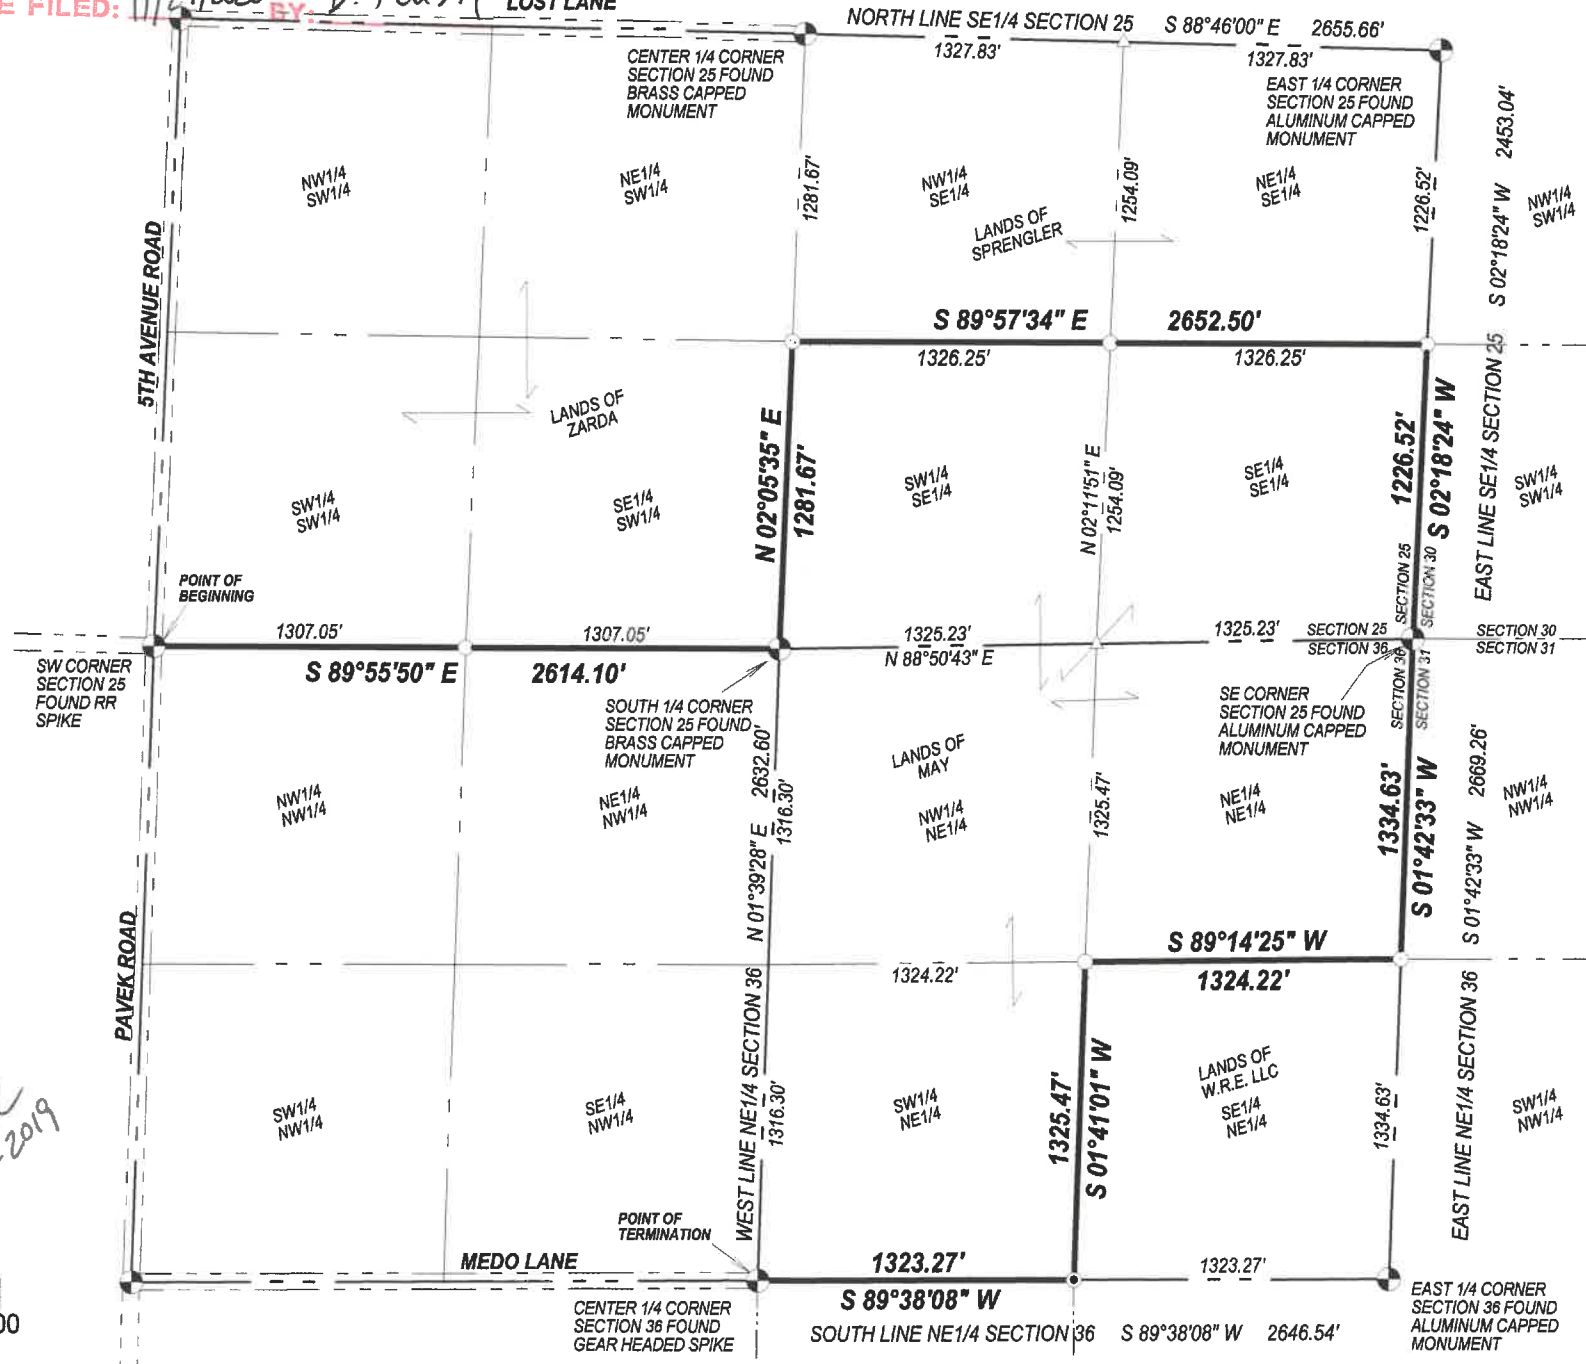 E FILED:
BY:
LOST LANE
NORTH LINE SE1/4 SECTION 25 S 88°46'00" E 2655.66'
1327.83'
1327.83'
CENTER 1/4 CORNER
SECTION 25 FOUND
BRASS CAPPED
MONUMENT
EAST 1/4 CORNER
SECTION 25 FOUND
ALUMINUM CAPPED
MONUMENT
NW1/4
SW1/4
NE1/4
SW1/4
1281.67'
NW1/4
SE1/4
1254.09'
NE1/4
SE1/4
1226.52'
S 02°18'24" W 2453.04'
NW1/4
SW1/4
LANDS OF
SPRENGLER
5TH AVENUE ROAD
S 89°57'34" E 2652.50'
1326.25'
1326.25'
EAST LINE SE1/4 SECTION 25
LANDS OF
ZARDA
N 02°05'35" E
1281.67'
SW1/4
SW1/4
SE1/4
SW1/4
SW1/4
SE1/4
N 02°11'51" E
1254.09'
SE1/4
SE1/4
1226.52'
S 02°18'24" W
SW1/4
SW1/4
POINT OF
BEGINNING
1307.05'
1307.05'
S 89°55'50" E 2614.10'
1325.23'
N 88°50'43" E
1325.23'
SECTION 25
SECTION 36
SECTION 25
SECTION 30
SECTION 30
SECTION 31
SECTION 36
SECTION 31
SW CORNER
SECTION 25
FOUND RR
SPIKE
SOUTH 1/4 CORNER
SECTION 25 FOUND
BRASS CAPPED
MONUMENT
SE CORNER
SECTION 25 FOUND
ALUMINUM CAPPED
MONUMENT
LANDS OF
MAY
NW1/4
NW1/4
NE1/4
NW1/4
N 01°39'28" E 2632.60'
1316.30'
NW1/4
NE1/4
1325.47'
NE1/4
NE1/4
1334.63'
S 01°42'33" W
S 01°42'33" W 2669.26'
NW1/4
NW1/4
PAVEK ROAD
1324.22'
S 89°14'25" W
1324.22'
WEST LINE NE1/4 SECTION 36
EAST LINE NE1/4 SECTION 36
SW1/4
NW1/4
SE1/4
NW1/4
1316.30'
SW1/4
NE1/4
1325.47'
S 01°41'01" W
LANDS OF
W.R.E. LLC
SE1/4
NE1/4
1334.63'
SW1/4
NW1/4
2019
POINT OF
TERMINATION
MEDO LANE
1323.27'
S 89°38'08" W
1323.27'
00
CENTER 1/4 CORNER
SECTION 36 FOUND
GEAR HEADED SPIKE
SOUTH LINE NE1/4 SECTION 36 S 89°38'08" W 2646.54'
EAST 1/4 CORNER
SECTION 36 FOUND
ALUMINUM CAPPED
MONUMENT